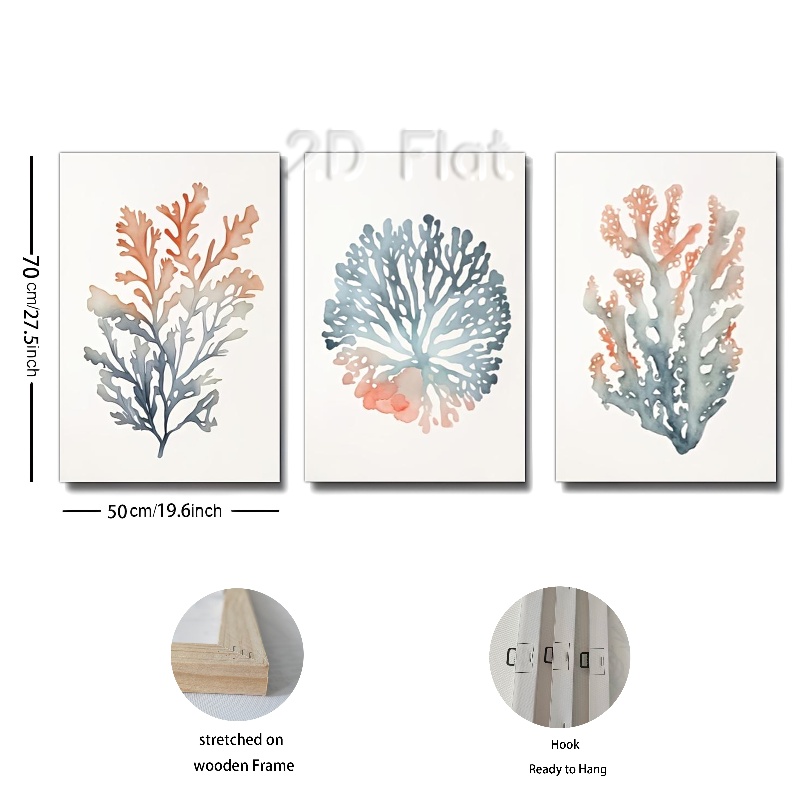 2D Flat
70 cm/27.5inch
50cm/19.6inch
stretched on
wooden Frame
Hook
Ready to Hang